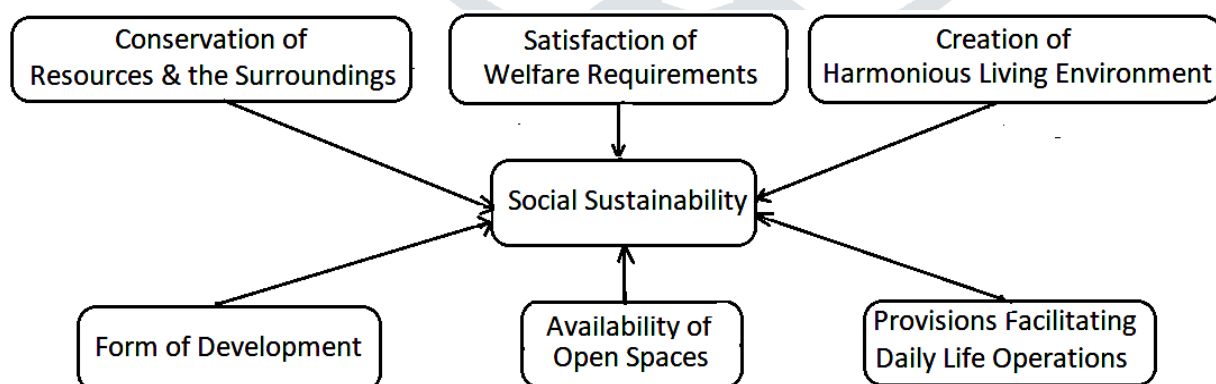 Conservation of
Resources & the Surroundings
Satisfaction of
Welfare Requirements
Creation of
Harmonious Living Environment
Social Sustainability
Form of Development
Availability of
Open Spaces
Provisions Facilitating
Daily Life Operations